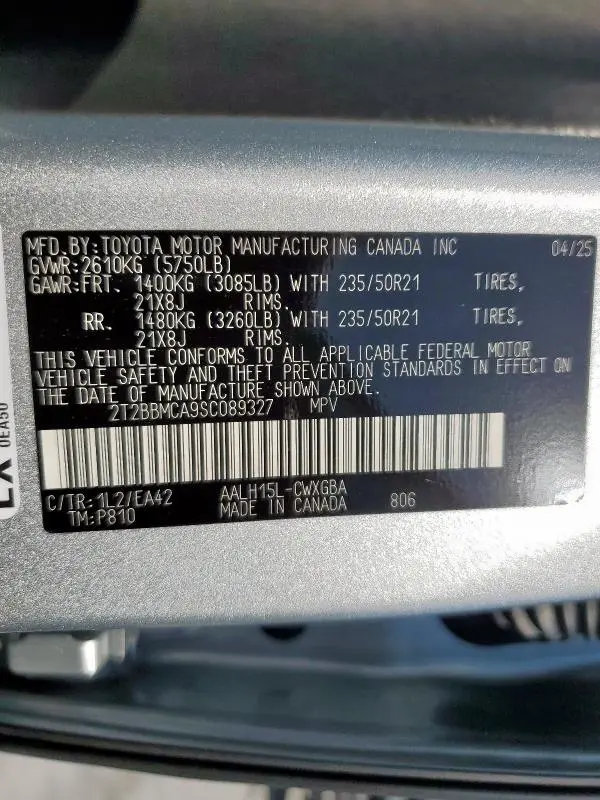 MFD.BY:TOYOTA MOTOR MANUFACTURING CANADA INC 04/25
GVWR:2610KG (5750LB)
GAWR:FRT. 1400KG (3085LB) WITH 235/50R21 TIRES,
21X8J RIMS.
RR. 1480KG (3260LB) WITH 235/50R21 TIRES,
21X8J RIMS.
THIS VEHICLE CONFORMS TO ALL APPLICABLE FEDERAL MOTOR
VEHICLE SAFETY AND THEFT PREVENTION STANDARDS IN EFFECT ON
THE DATE OF MANUFACTURE SHOWN ABOVE.
2T2BBMCA9SC089327 MPV
C/TR:1L2/EA42 AALH15L-CWXGBA 806
TM:P810 MADE IN CANADA
0EA50